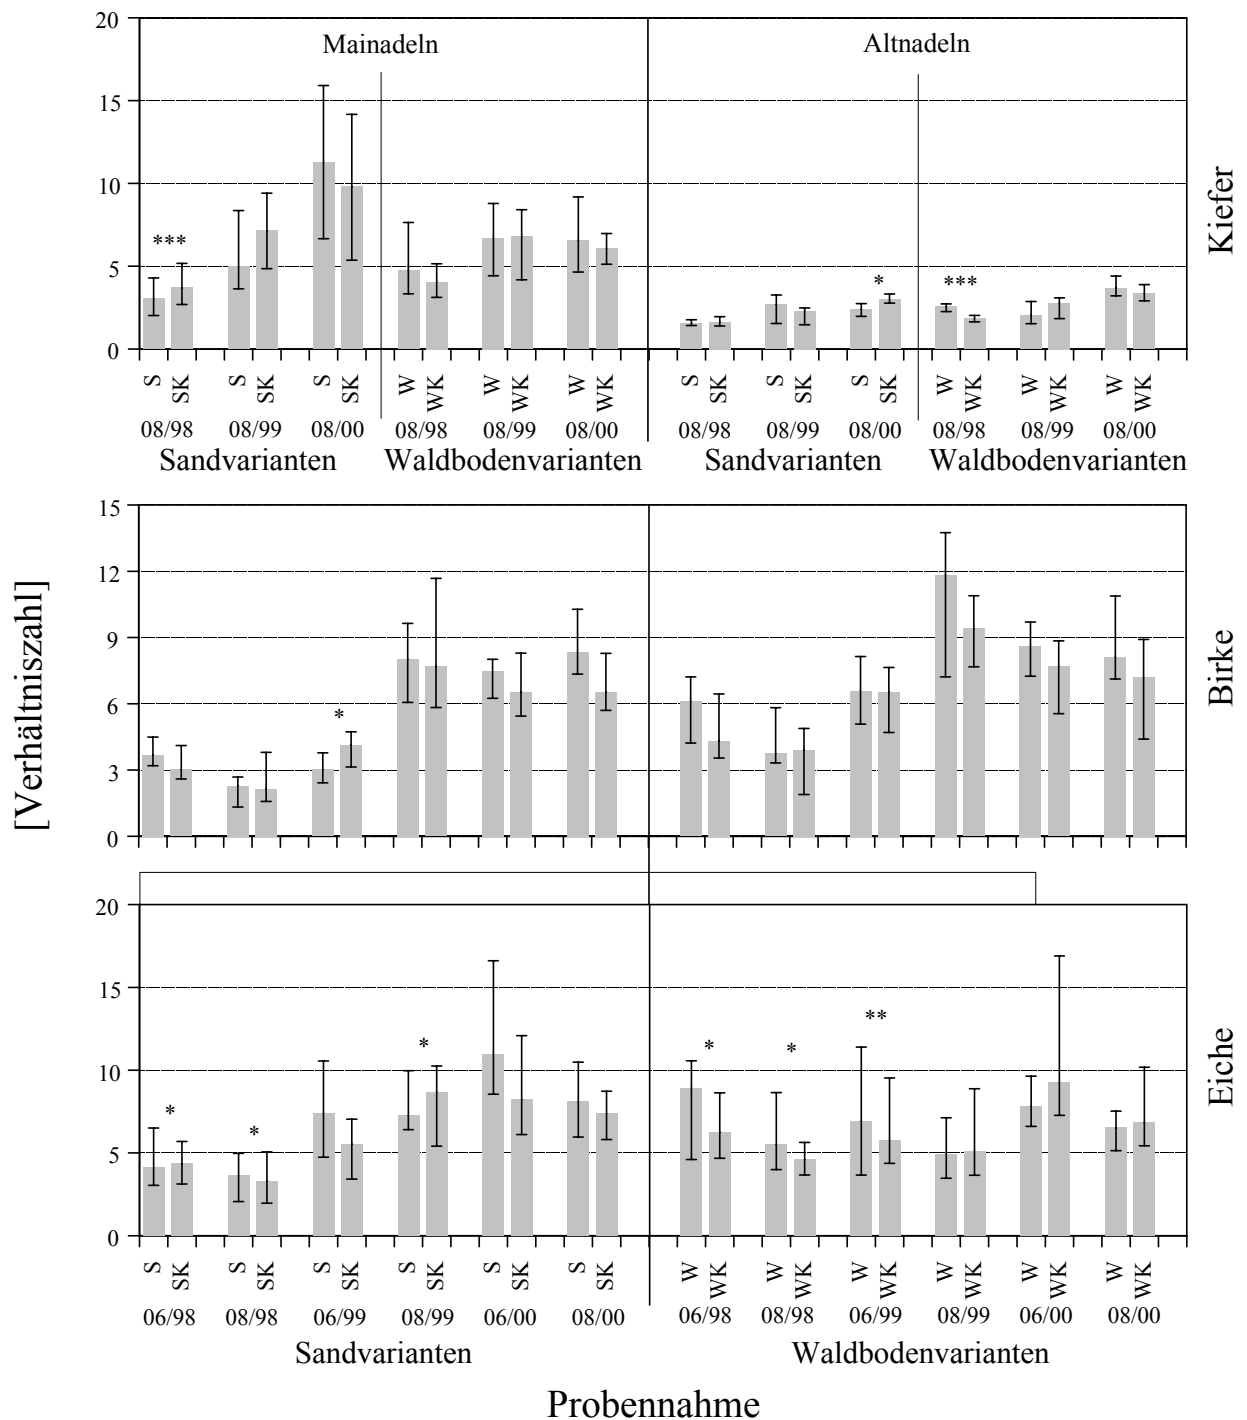 20
Mainadeln
Altnadeln
15
10
***
5
*
***
0
S SK S SK S SK W WK W WK W WK S SK S SK S SK W WK W WK W WK
08/98 08/99 08/00 08/98 08/99 08/00 08/98 08/99 08/00 08/98 08/99 08/00
Sandvarianten Waldbodenvarianten Sandvarianten Waldbodenvarianten
Kiefer
15
12
9
6
*
3
0
Birke
[Verhältniszahl]
20
15
10
* * * * * **
5
0
Eiche
S SK S SK S SK S SK S SK S SK W WK W WK W WK W WK W WK W WK
06/98 08/98 06/99 08/99 06/00 08/00 06/98 08/98 06/99 08/99 06/00 08/00
Sandvarianten Waldbodenvarianten
Probennahme